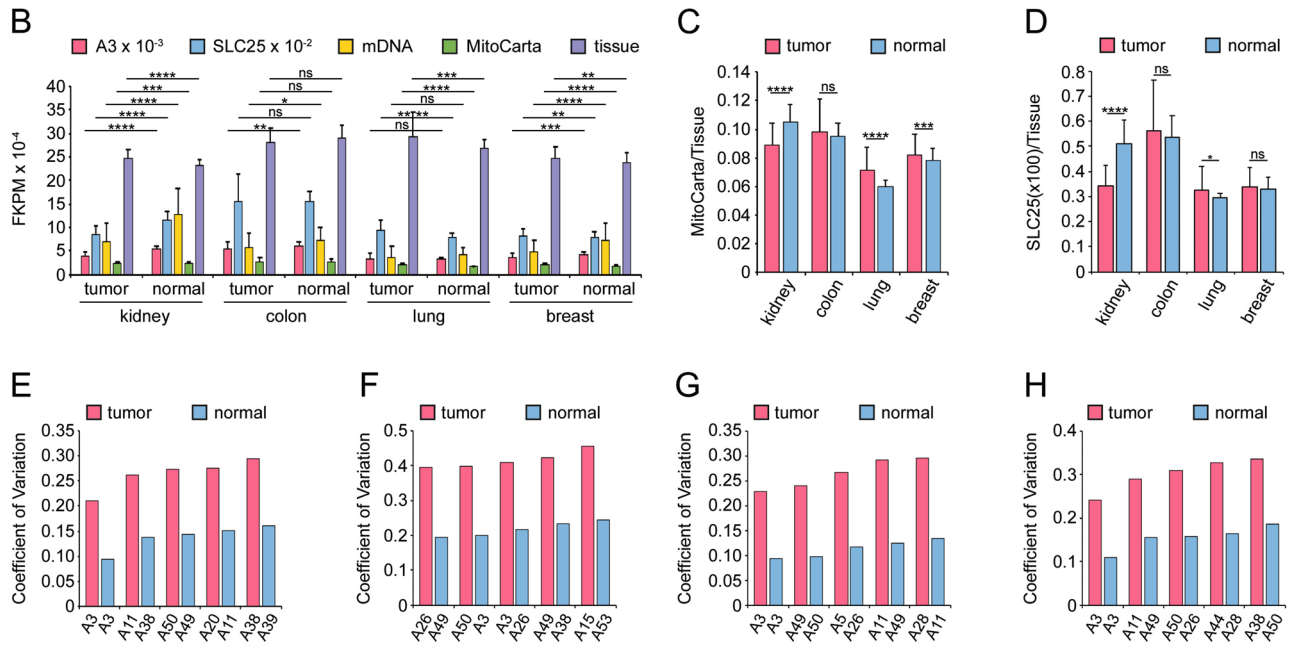 B
A3 x 10-3 SLC25 x 10-2 mDNA MitoCarta tissue
FKPM x 10-4
40
35
30
25
20
15
10
5
0
**** ns *** **
*** ns **** ****
**** * ns ****
**** ns **** **
**** ** ns ***
tumor normal tumor normal tumor normal tumor normal
kidney colon lung breast
C
tumor normal
MitoCarta/Tissue
0.14
0.12
0.10
0.08
0.06
0.04
0.02
0
**** ns **** ***
kidney colon lung breast
D
tumor normal
SLC25(x100)/Tissue
0.8
0.7
0.6
0.5
0.4
0.3
0.2
0.1
0
**** ns * ns
kidney colon lung breast
E
tumor normal
Coefficient of Variation
0.35
0.30
0.25
0.20
0.15
0.10
0.05
0
A3 A3 A11 A38 A50 A49 A20 A11 A38 A39
F
tumor normal
Coefficient of Variation
0.5
0.4
0.3
0.2
0.1
0
A26 A49 A50 A3 A3 A26 A49 A38 A15 A53
G
tumor normal
Coefficient of Variation
0.35
0.30
0.25
0.20
0.15
0.10
0.05
0
A3 A3 A49 A50 A5 A26 A11 A49 A28 A11
H
tumor normal
Coefficient of Variation
0.4
0.3
0.2
0.1
0
A3 A3 A11 A49 A50 A26 A44 A28 A38 A50